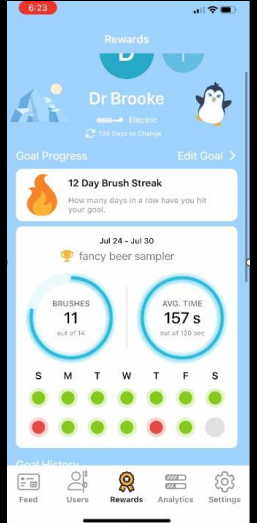 6:23
Rewards
Dr Brooke
Electric
109 Days to Change
Goal Progress
Edit Goal
12 Day Brush Streak
How many days in a row have you hit
your goal.
Jul 24 - Jul 30
fancy beer sampler
BRUSHES
11
out of 14
AVG. TIME
157 s
out of 120 sec
S M T W T F S
Goal History
Feed
Users
Rewards
Analytics
Settings